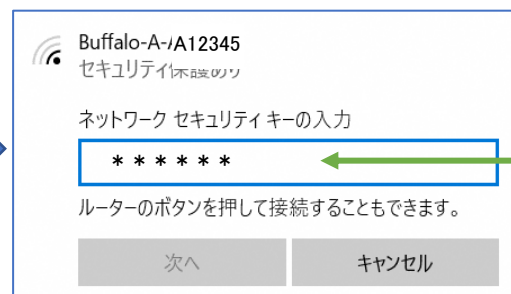 Buffalo-A-A12345
セキュリティ保護あり
ネットワーク セキュリティ キーの入力
******
ルーターのボタンを押して接続することもできます。
次へ
キャンセル